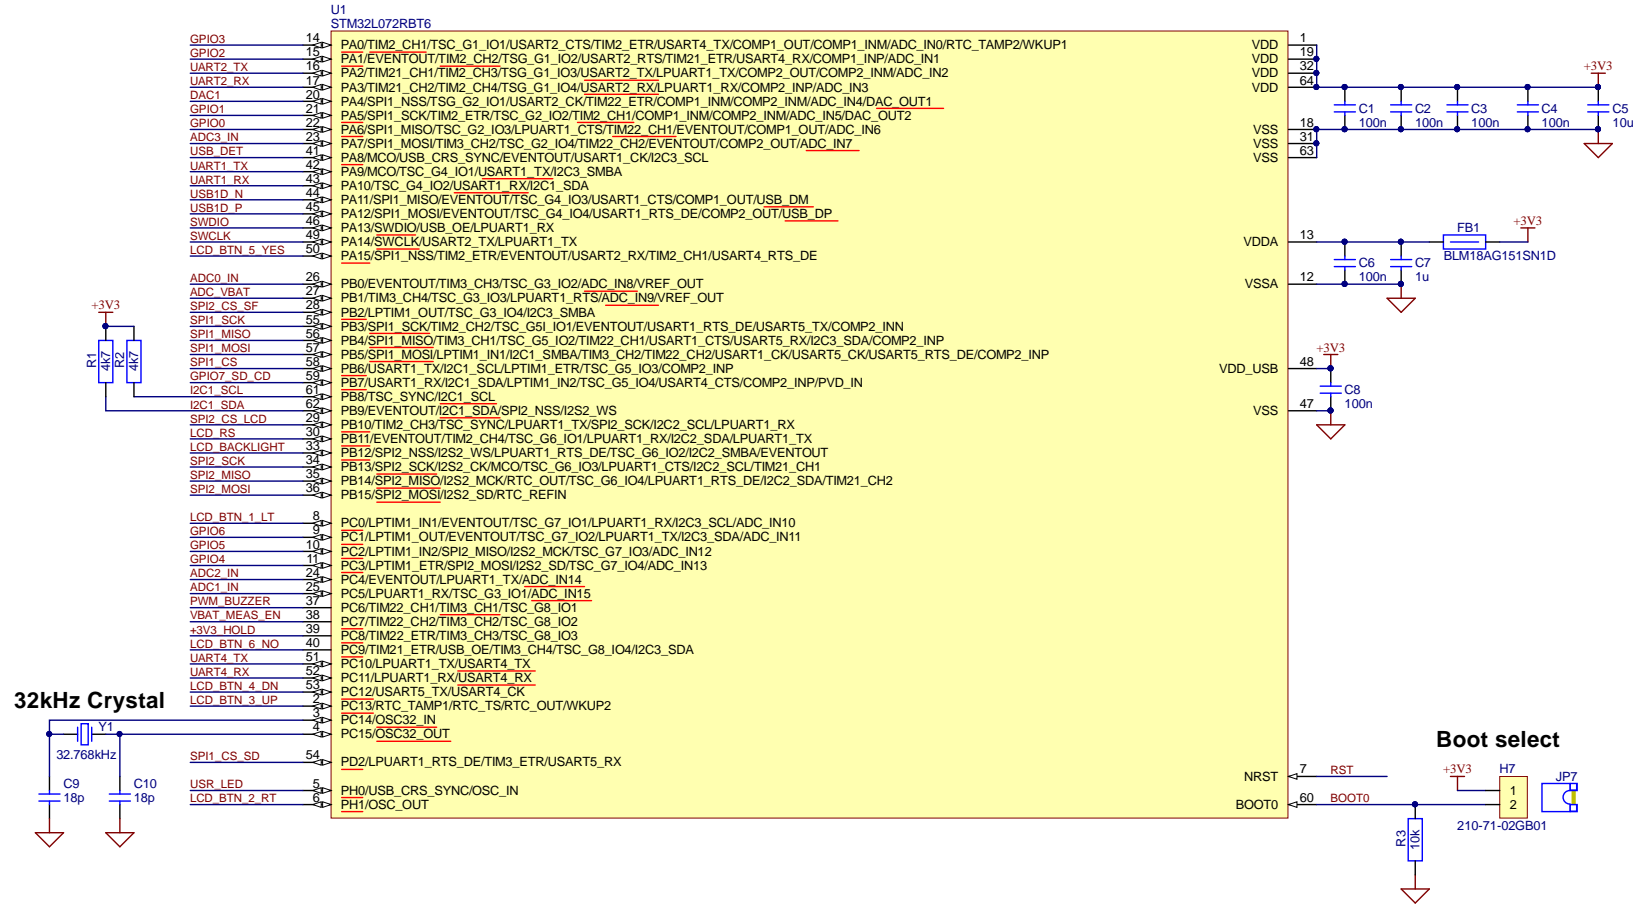 U1
STM32L072RBT6
GPIO3 14 PA0/TIM2_CH1/TSC_G1_IO1/USART2_CTS/TIM2_ETR/USART4_TX/COMP1_OUT/COMP1_INM/ADC_IN0/RTC_TAMP2/WKUP1
GPIO2 15 PA1/EVENTOUT/TIM2_CH2/TSG_G1_IO2/USART2_RTS/TIM21_ETR/USART4_RX/COMP1_INP/ADC_IN1
UART2_TX 16 PA2/TIM21_CH1/TIM2_CH3/TSG_G1_IO3/USART2_TX/LPUART1_TX/COMP2_OUT/COMP2_INM/ADC_IN2
UART2_RX 17 PA3/TIM21_CH2/TIM2_CH4/TSG_G1_IO4/USART2_RX/LPUART1_RX/COMP2_INP/ADC_IN3
DAC1 20 PA4/SPI1_NSS/TSG_G2_IO1/USART2_CK/TIM22_ETR/COMP1_INM/COMP2_INM/ADC_IN4/DAC_OUT1
GPIO1 21 PA5/SPI1_SCK/TIM2_ETR/TSC_G2_IO2/TIM2_CH1/COMP1_INM/COMP2_INM/ADC_IN5/DAC_OUT2
GPIO0 22 PA6/SPI1_MISO/TSC_G2_IO3/LPUART1_CTS/TIM22_CH1/EVENTOUT/COMP1_OUT/ADC_IN6
ADC3_IN 23 PA7/SPI1_MOSI/TIM3_CH2/TSC_G2_IO4/TIM22_CH2/EVENTOUT/COMP2_OUT/ADC_IN7
USB_DET 41 PA8/MCO/USB_CRS_SYNC/EVENTOUT/USART1_CK/I2C3_SCL
UART1_TX 42 PA9/MCO/TSC_G4_IO1/USART1_TX/I2C3_SMBA
UART1_RX 43 PA10/TSC_G4_IO2/USART1_RX/I2C1_SDA
USB1D_N 44 PA11/SPI1_MISO/EVENTOUT/TSC_G4_IO3/USART1_CTS/COMP1_OUT/USB_DM
USB1D_P 45 PA12/SPI1_MOSI/EVENTOUT/TSC_G4_IO4/USART1_RTS_DE/COMP2_OUT/USB_DP
SWDIO 46 PA13/SWDIO/USB_OE/LPUART1_RX
SWCLK 49 PA14/SWCLK/USART2_TX/LPUART1_TX
LCD_BTN_5_YES 50 PA15/SPI1_NSS/TIM2_ETR/EVENTOUT/USART2_RX/TIM2_CH1/USART4_RTS_DE
ADC0_IN 26 PB0/EVENTOUT/TIM3_CH3/TSC_G3_IO2/ADC_IN8/VREF_OUT
ADC_VBAT 27 PB1/TIM3_CH4/TSC_G3_IO3/LPUART1_RTS/ADC_IN9/VREF_OUT
SPI2_CS_SF 28 PB2/LPTIM1_OUT/TSC_G3_IO4/I2C3_SMBA
SPI1_SCK 55 PB3/SPI1_SCK/TIM2_CH2/TSC_G5I_IO1/EVENTOUT/USART1_RTS_DE/USART5_TX/COMP2_INN
SPI1_MISO 56 PB4/SPI1_MISO/TIM3_CH1/TSC_G5_IO2/TIM22_CH1/USART1_CTS/USART5_RX/I2C3_SDA/COMP2_INP
SPI1_MOSI 57 PB5/SPI1_MOSI/LPTIM1_IN1/I2C1_SMBA/TIM3_CH2/TIM22_CH2/USART1_CK/USART5_CK/USART5_RTS_DE/COMP2_INP
SPI1_CS 58 PB6/USART1_TX/I2C1_SCL/LPTIM1_ETR/TSC_G5_IO3/COMP2_INP
GPIO7_SD_CD 59 PB7/USART1_RX/I2C1_SDA/LPTIM1_IN2/TSC_G5_IO4/USART4_CTS/COMP2_INP/PVD_IN
I2C1_SCL 61 PB8/TSC_SYNC/I2C1_SCL
I2C1_SDA 62 PB9/EVENTOUT/I2C1_SDA/SPI2_NSS/I2S2_WS
SPI2_CS_LCD 29 PB10/TIM2_CH3/TSC_SYNC/LPUART1_TX/SPI2_SCK/I2C2_SCL/LPUART1_RX
LCD_RS 30 PB11/EVENTOUT/TIM2_CH4/TSC_G6_IO1/LPUART1_RX/I2C2_SDA/LPUART1_TX
LCD_BACKLIGHT 33 PB12/SPI2_NSS/I2S2_WS/LPUART1_RTS_DE/TSC_G6_IO2/I2C2_SMBA/EVENTOUT
SPI2_SCK 34 PB13/SPI2_SCK/I2S2_CK/MCO/TSC_G6_IO3/LPUART1_CTS/I2C2_SCL/TIM21_CH1
SPI2_MISO 35 PB14/SPI2_MISO/I2S2_MCK/RTC_OUT/TSC_G6_IO4/LPUART1_RTS_DE/I2C2_SDA/TIM21_CH2
SPI2_MOSI 36 PB15/SPI2_MOSI/I2S2_SD/RTC_REFIN
LCD_BTN_1_LT 8 PC0/LPTIM1_IN1/EVENTOUT/TSC_G7_IO1/LPUART1_RX/I2C3_SCL/ADC_IN10
GPIO6 9 PC1/LPTIM1_OUT/EVENTOUT/TSC_G7_IO2/LPUART1_TX/I2C3_SDA/ADC_IN11
GPIO5 10 PC2/LPTIM1_IN2/SPI2_MISO/I2S2_MCK/TSC_G7_IO3/ADC_IN12
GPIO4 11 PC3/LPTIM1_ETR/SPI2_MOSI/I2S2_SD/TSC_G7_IO4/ADC_IN13
ADC2_IN 24 PC4/EVENTOUT/LPUART1_TX/ADC_IN14
ADC1_IN 25 PC5/LPUART1_RX/TSC_G3_IO1/ADC_IN15
PWM_BUZZER 37 PC6/TIM22_CH1/TIM3_CH1/TSC_G8_IO1
VBAT_MEAS_EN 38 PC7/TIM22_CH2/TIM3_CH2/TSC_G8_IO2
+3V3_HOLD 39 PC8/TIM22_ETR/TIM3_CH3/TSC_G8_IO3
LCD_BTN_6_NO 40 PC9/TIM21_ETR/USB_OE/TIM3_CH4/TSC_G8_IO4/I2C3_SDA
UART4_TX 51 PC10/LPUART1_TX/USART4_TX
UART4_RX 52 PC11/LPUART1_RX/USART4_RX
LCD_BTN_4_DN 53 PC12/USART5_TX/USART4_CK
LCD_BTN_3_UP 2 PC13/RTC_TAMP1/RTC_TS/RTC_OUT/WKUP2
3 PC14/OSC32_IN
4 PC15/OSC32_OUT
SPI1_CS_SD 54 PD2/LPUART1_RTS_DE/TIM3_ETR/USART5_RX
USR_LED 5 PH0/USB_CRS_SYNC/OSC_IN
LCD_BTN_2_RT 6 PH1/OSC_OUT
+3V3
R1 4k7 R2 4k7
32kHz Crystal
Y1
32.768kHz
C9 18p
C10 18p
VDD 1
VDD 19
VDD 32
VDD 64
+3V3
C1 100n
C2 100n
C3 100n
C4 100n
C5 10u
VSS 18
VSS 31
VSS 63
VDDA 13
FB1
BLM18AG151SN1D
+3V3
C6 100n
C7 1u
VSSA 12
VDD_USB 48
+3V3
C8 100n
VSS 47
Boot select
NRST 7 RST
BOOT0 60 BOOT0
+3V3
H7
1
2
210-71-02GB01
JP7
R3 10k